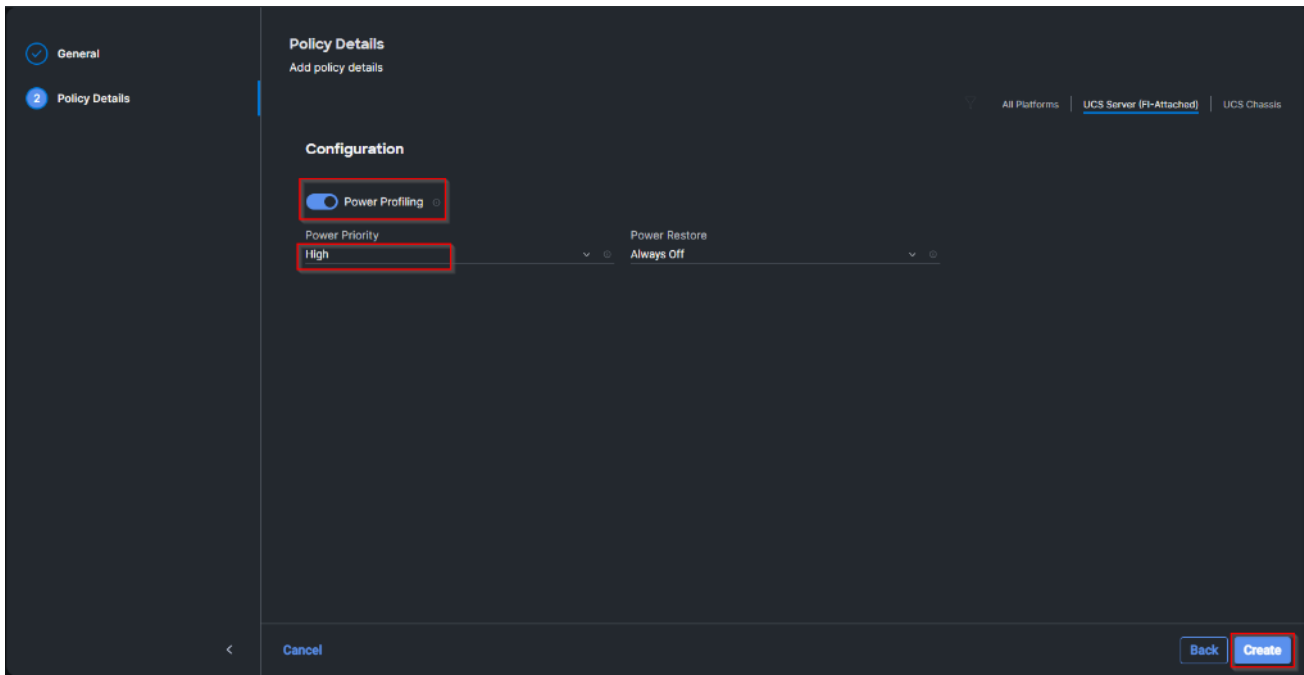 General
2 Policy Details
Policy Details
Add policy details
All Platforms UCS Server (FI-Attached) UCS Chassis
Configuration
Power Profiling
Power Priority Power Restore
High Always Off
Cancel Back Create